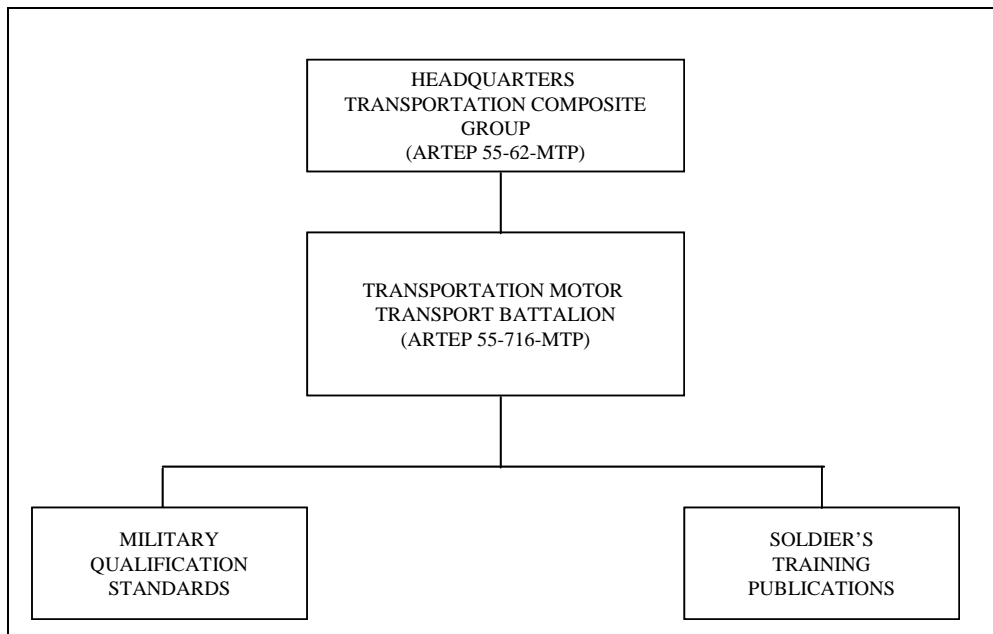 HEADQUARTERS
TRANSPORTATION COMPOSITE
GROUP
(ARTEP 55-62-MTP)
TRANSPORTATION MOTOR
TRANSPORT BATTALION
(ARTEP 55-716-MTP)
MILITARY
QUALIFICATION
STANDARDS
SOLDIER'S
TRAINING
PUBLICATIONS